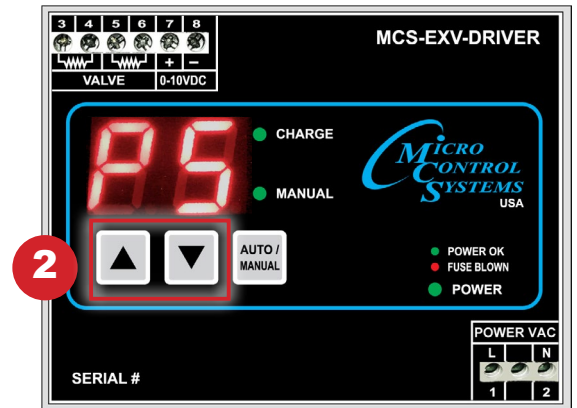 3 4 5 6 7 8
+ −
VALVE 0-10VDC
MCS-EXV-DRIVER
P5
CHARGE
MANUAL
MICRO
CONTROL
SYSTEMS
USA
2
▲ ▼
AUTO /
MANUAL
POWER OK
FUSE BLOWN
POWER
POWER VAC
L N
1 2
SERIAL #